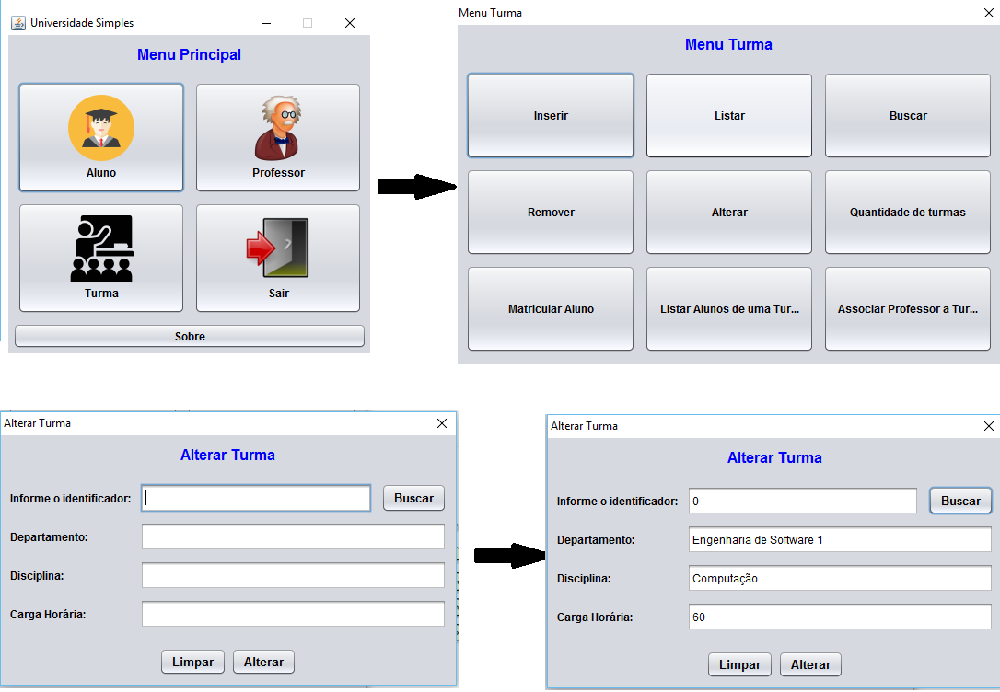 Universidade Simples
Menu Principal
Aluno
Professor
Turma
Sair
Sobre
Menu Turma
Menu Turma
Inserir
Listar
Buscar
Remover
Alterar
Quantidade de turmas
Matricular Aluno
Listar Alunos de uma Tur...
Associar Professor a Tur...
Alterar Turma
Alterar Turma
Informe o identificador:
Buscar
Departamento:
Disciplina:
Carga Horária:
Limpar
Alterar
Alterar Turma
Alterar Turma
Informe o identificador: 0
Buscar
Departamento: Engenharia de Software 1
Disciplina: Computação
Carga Horária: 60
Limpar
Alterar